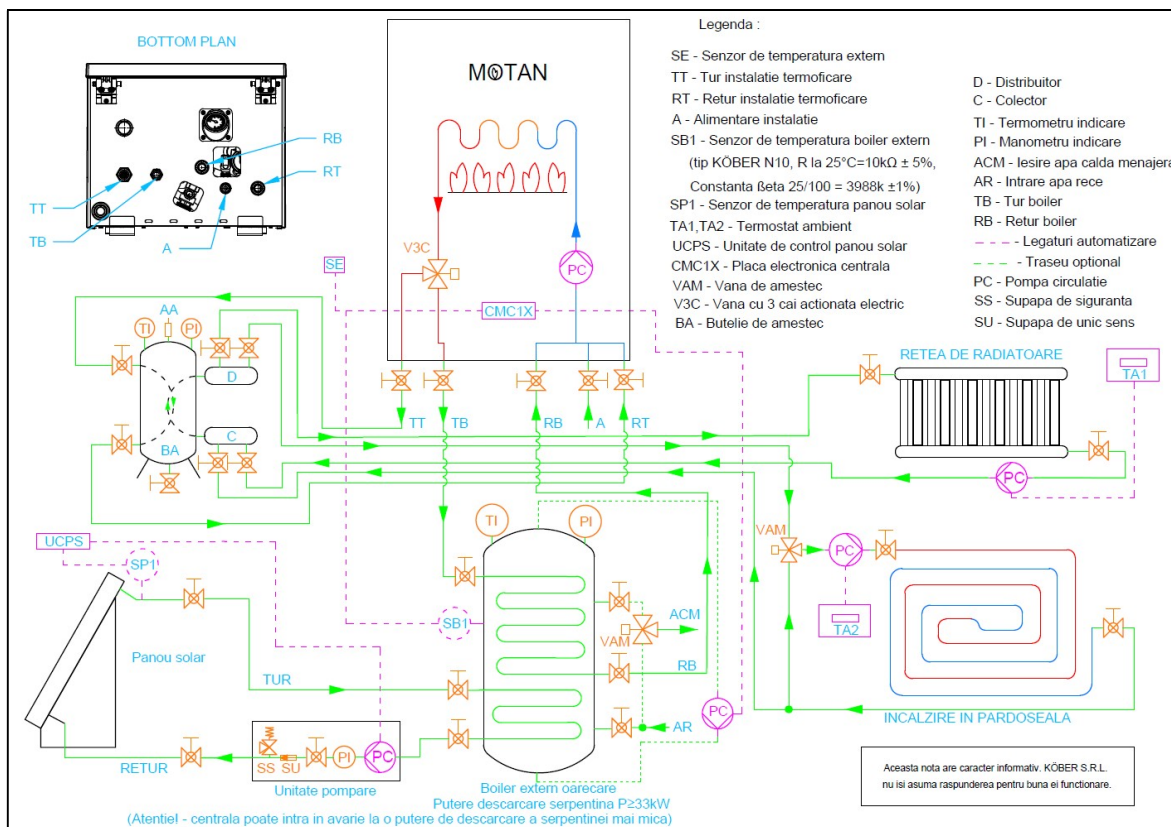 BOTTOM PLAN
RB
RT
TT
TB
A
MOTAN
V3C
PC
SE
CMC1X
Legenda :
SE - Senzor de temperatura extern
TT - Tur instalatie termoficare
RT - Retur instalatie termoficare
A - Alimentare instalatie
SB1 - Senzor de temperatura boiler extern
(tip KÖBER N10, R la 25°C=10kΩ ± 5%,
Constanta ßeta 25/100 = 3988k ±1%)
SP1 - Senzor de temperatura panou solar
TA1,TA2 - Termostat ambient
UCPS - Unitate de control panou solar
CMC1X - Placa electronica centrala
VAM - Vana de amestec
V3C - Vana cu 3 cai actionata electric
BA - Butelie de amestec
D - Distribuitor
C - Colector
TI - Termometru indicare
PI - Manometru indicare
ACM - Iesire apa calda menajera
AR - Intrare apa rece
TB - Tur boiler
RB - Retur boiler
- Legaturi automatizare
- Traseu optional
PC - Pompa circulatie
SS - Supapa de siguranta
SU - Supapa de unic sens
AA
TI
PI
D
C
BA
TT
TB
RB
A
RT
RETEA DE RADIATOARE
TA1
PC
UCPS
SP1
Panou solar
TUR
RETUR
SS
SU
PI
PC
Unitate pompare
TI
PI
SB1
VAM
ACM
RB
AR
PC
VAM
PC
TA2
INCALZIRE IN PARDOSEALA
Boiler extern oarecare
Putere descarcare serpentina P≥33kW
(Atentie! - centrala poate intra in avarie la o putere de descarcare a serpentinei mai mica)
Aceasta nota are caracter informativ. KÖBER S.R.L.
nu isi asuma raspunderea pentru buna ei functionare.